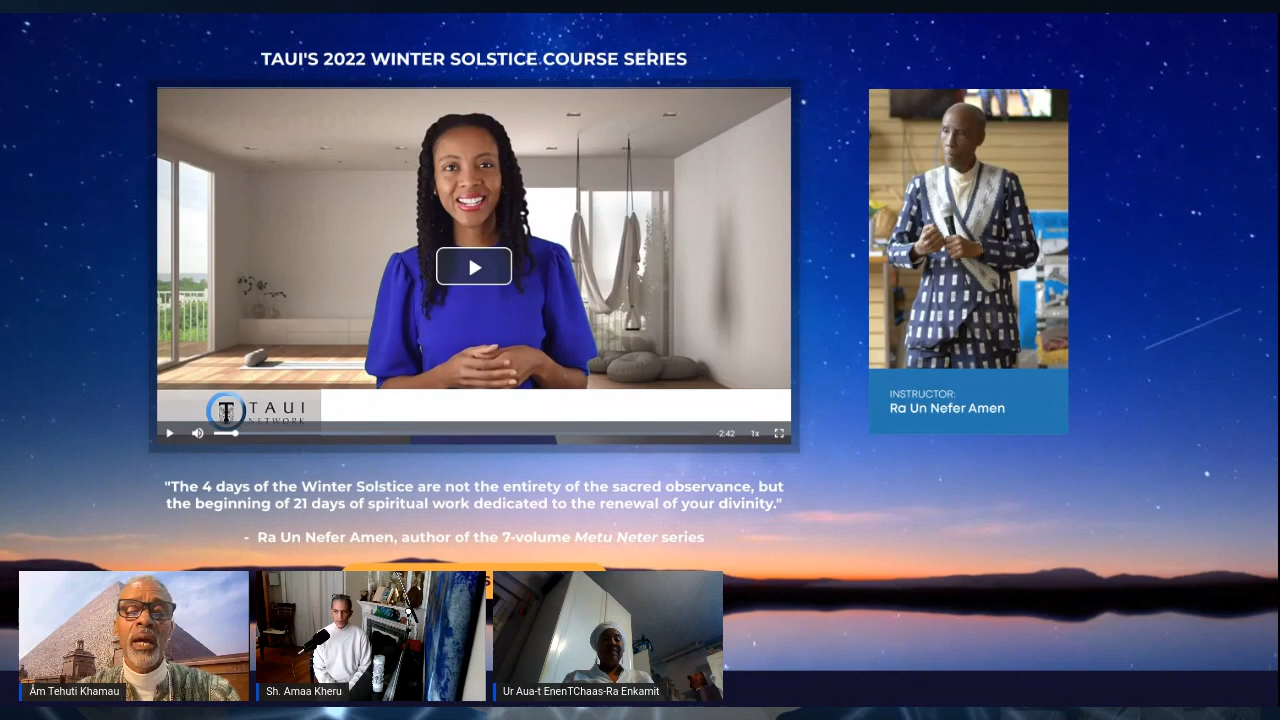 TAUI'S 2022 WINTER SOLSTICE COURSE SERIES
TAUI
NETWORK
-2:42 1x
INSTRUCTOR:
Ra Un Nefer Amen
"The 4 days of the Winter Solstice are not the entirety of the sacred observance, but
the beginning of 21 days of spiritual work dedicated to the renewal of your divinity."
- Ra Un Nefer Amen, author of the 7-volume Metu Neter series
Ám Tehuti Khamau
Sh. Amaa Kheru
Ur Aua-t EnenTChaas-Ra Enkamit